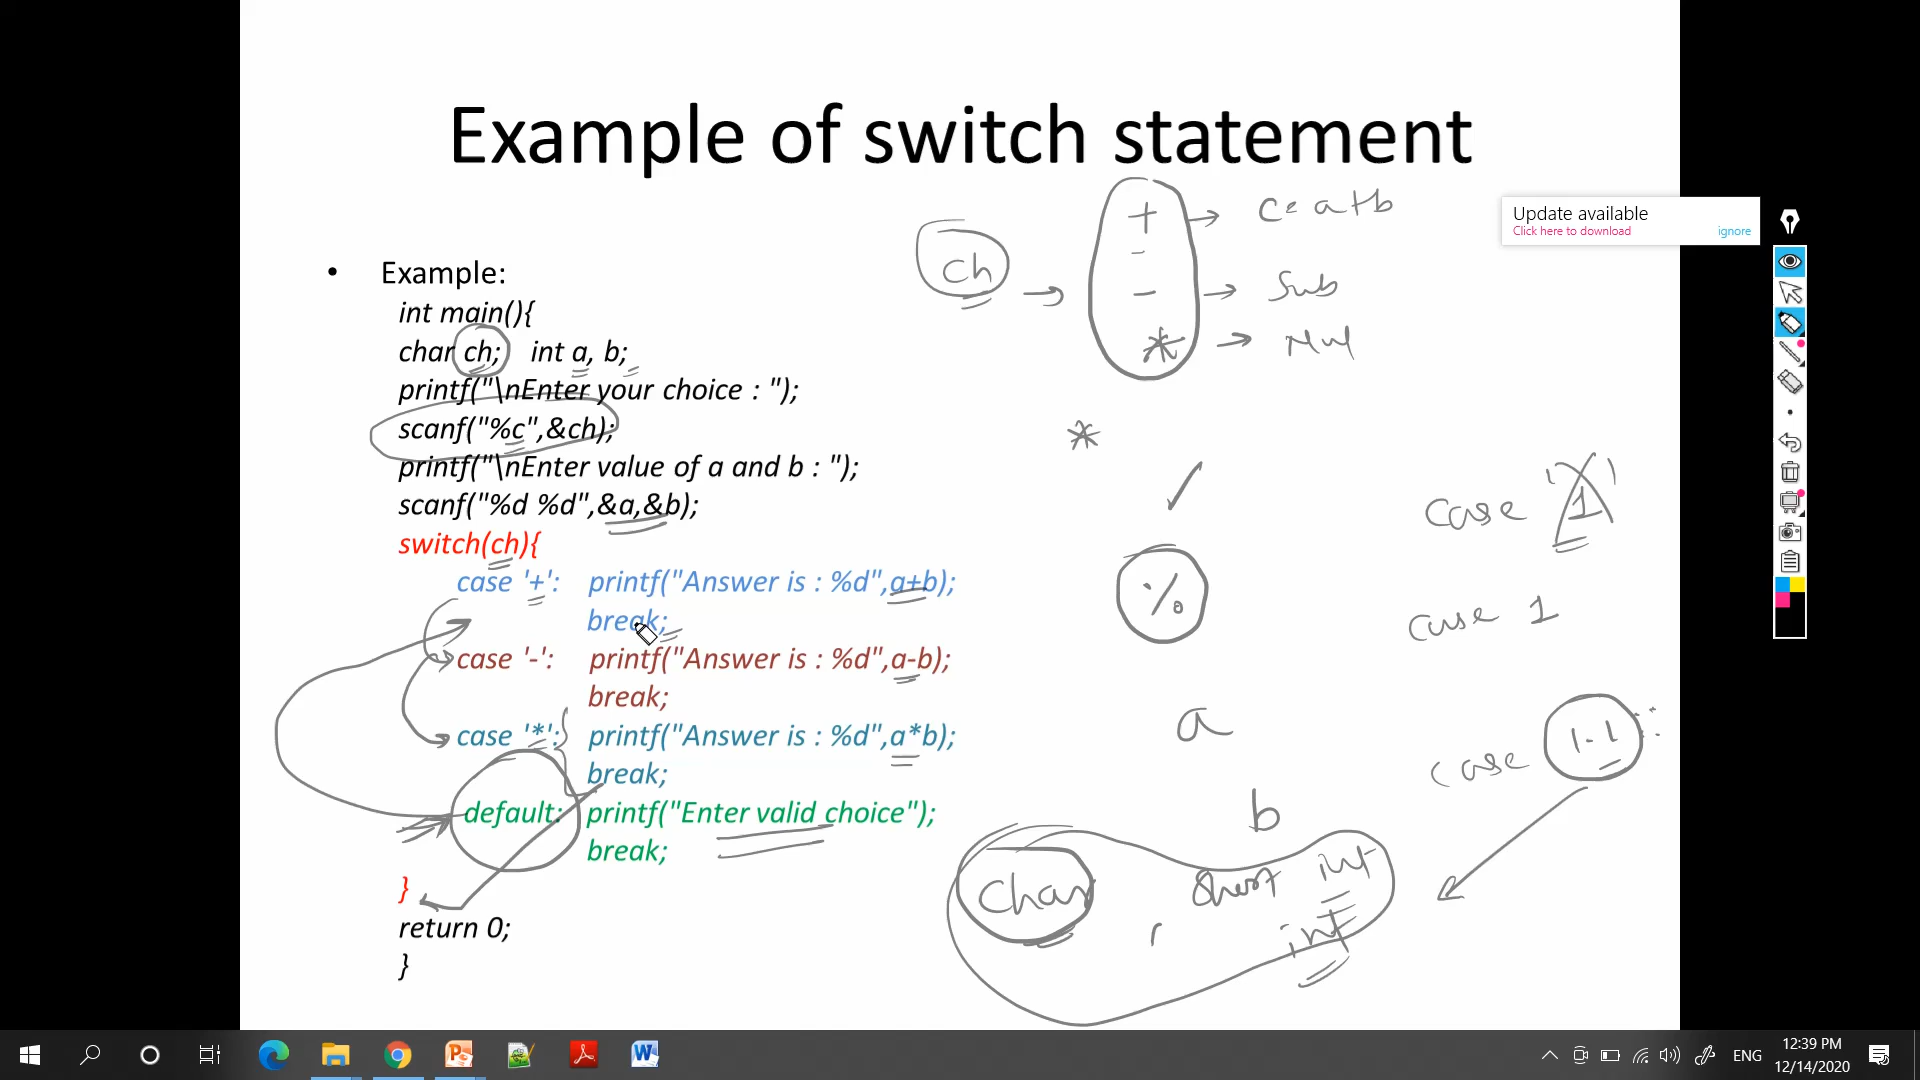 Example of switch statement
Update available
Click here to download ignore
• Example:
int main(){
char ch; int a, b;
printf("\nEnter your choice : ");
scanf("%c",&ch);
printf("\nEnter value of a and b : ");
scanf("%d %d",&a,&b);
switch(ch){
case '+': printf("Answer is : %d",a+b);
break;
case '-': printf("Answer is : %d",a-b);
break;
case '*': printf("Answer is : %d",a*b);
break;
default: printf("Enter valid choice");
break;
}
return 0;
}
ch
+ → c= a+b
-
- → Sub
* → Mul
*
/
%
a
b
case '1'
case 1
case 1.1 :
char short int
, int
ENG
12:39 PM
12/14/2020